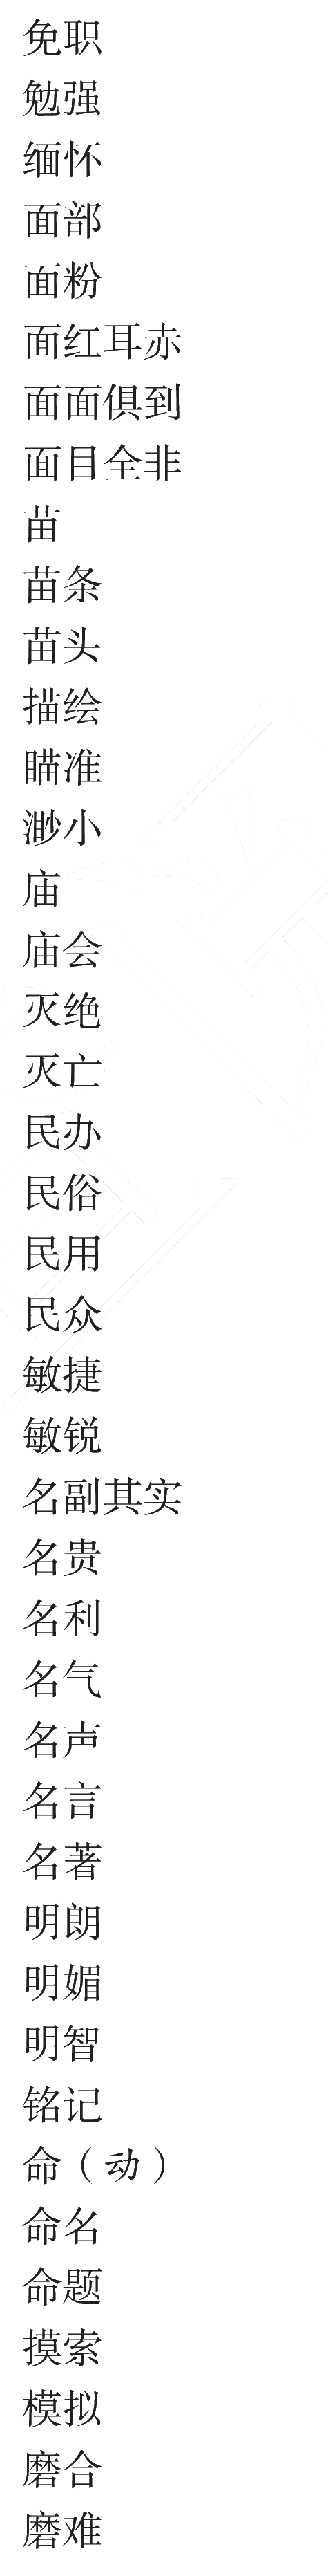 免职
勉强
缅怀
面部
面粉
面红耳赤
面面俱到
面目全非
苗
苗条
苗头
描绘
瞄准
渺小
庙
庙会
灭绝
灭亡
民办
民俗
民用
民众
敏捷
敏锐
名副其实
名贵
名利
名气
名声
名言
名著
明朗
明媚
明智
铭记
命（动）
命名
命题
摸索
模拟
磨合
磨难